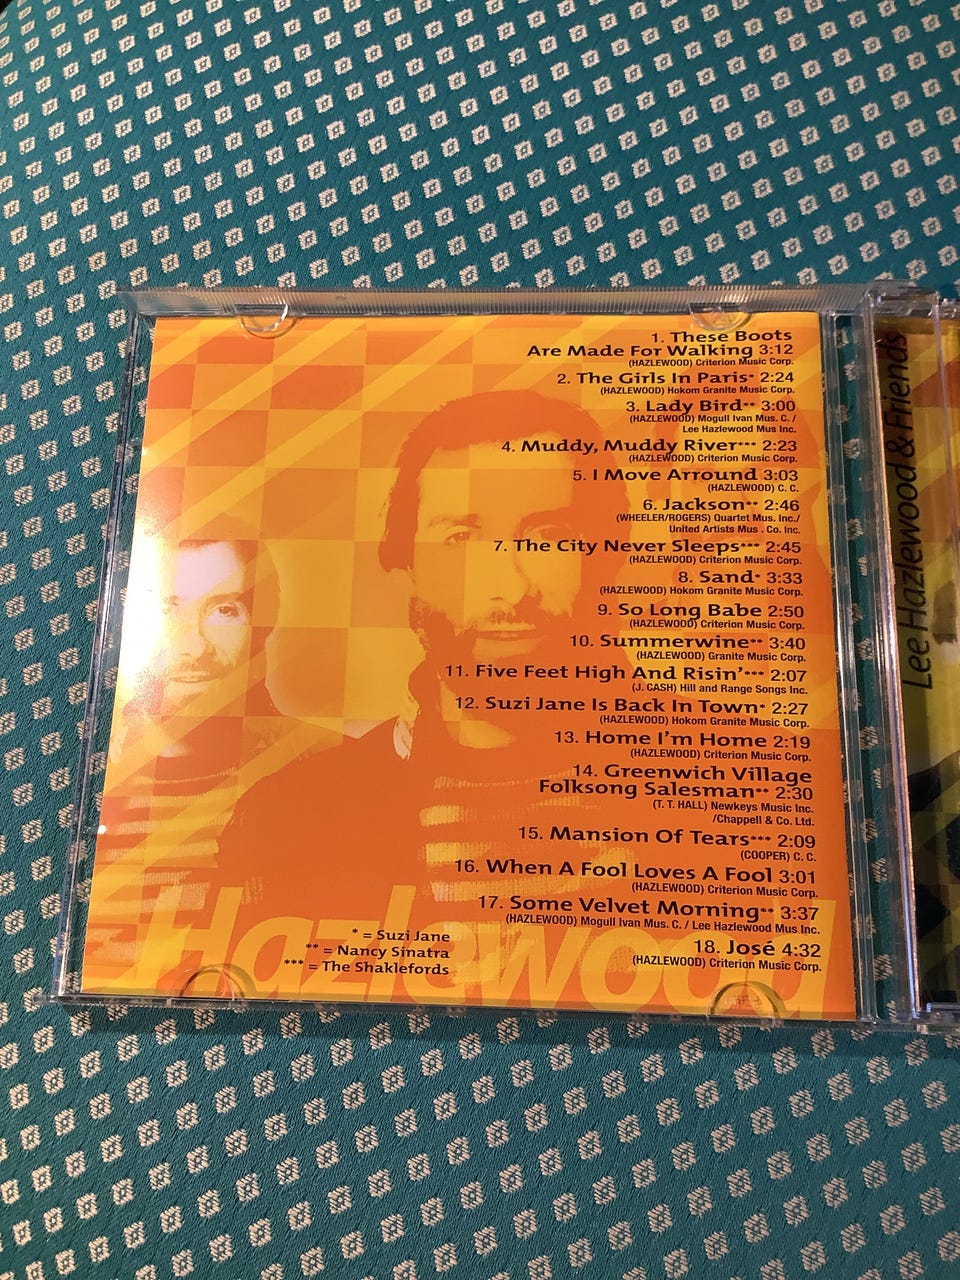 1. These Boots
Are Made For Walking 3:12
(HAZLEWOOD) Criterion Music Corp.
2. The Girls In Paris* 2:24
(HAZLEWOOD) Hokom Granite Music Corp.
3. Lady Bird** 3:00
(HAZLEWOOD) Mogull Ivan Mus. C. /
Lee Hazlewood Mus Inc.
4. Muddy, Muddy River*** 2:23
(HAZLEWOOD) Criterion Music Corp.
5. I Move Arround 3:03
(HAZLEWOOD) C. C.
6. Jackson** 2:46
(WHEELER/ROGERS) Quartet Mus. Inc./
United Artists Mus . Co. Inc.
7. The City Never Sleeps*** 2:45
(HAZLEWOOD) Criterion Music Corp.
8. Sand* 3:33
(HAZLEWOOD) Hokom Granite Music Corp.
9. So Long Babe 2:50
(HAZLEWOOD) Criterion Music Corp.
10. Summerwine** 3:40
(HAZLEWOOD) Granite Music Corp.
11. Five Feet High And Risin'*** 2:07
(J. CASH) Hill and Range Songs Inc.
12. Suzi Jane Is Back In Town* 2:27
(HAZLEWOOD) Hokom Granite Music Corp.
13. Home I'm Home 2:19
(HAZLEWOOD) Criterion Music Corp.
14. Greenwich Village
Folksong Salesman** 2:30
(T. T. HALL) Newkeys Music Inc.
/Chappell & Co. Ltd.
15. Mansion Of Tears*** 2:09
(COOPER) C. C.
16. When A Fool Loves A Fool 3:01
(HAZLEWOOD) Criterion Music Corp.
17. Some Velvet Morning** 3:37
(HAZLEWOOD) Mogull Ivan Mus. C. / Lee Hazlewood Mus Inc.
18. José 4:32
(HAZLEWOOD) Criterion Music Corp.
* = Suzi Jane
** = Nancy Sinatra
*** = The Shaklefords
Hazlewood
Lee Hazlewood & Friends